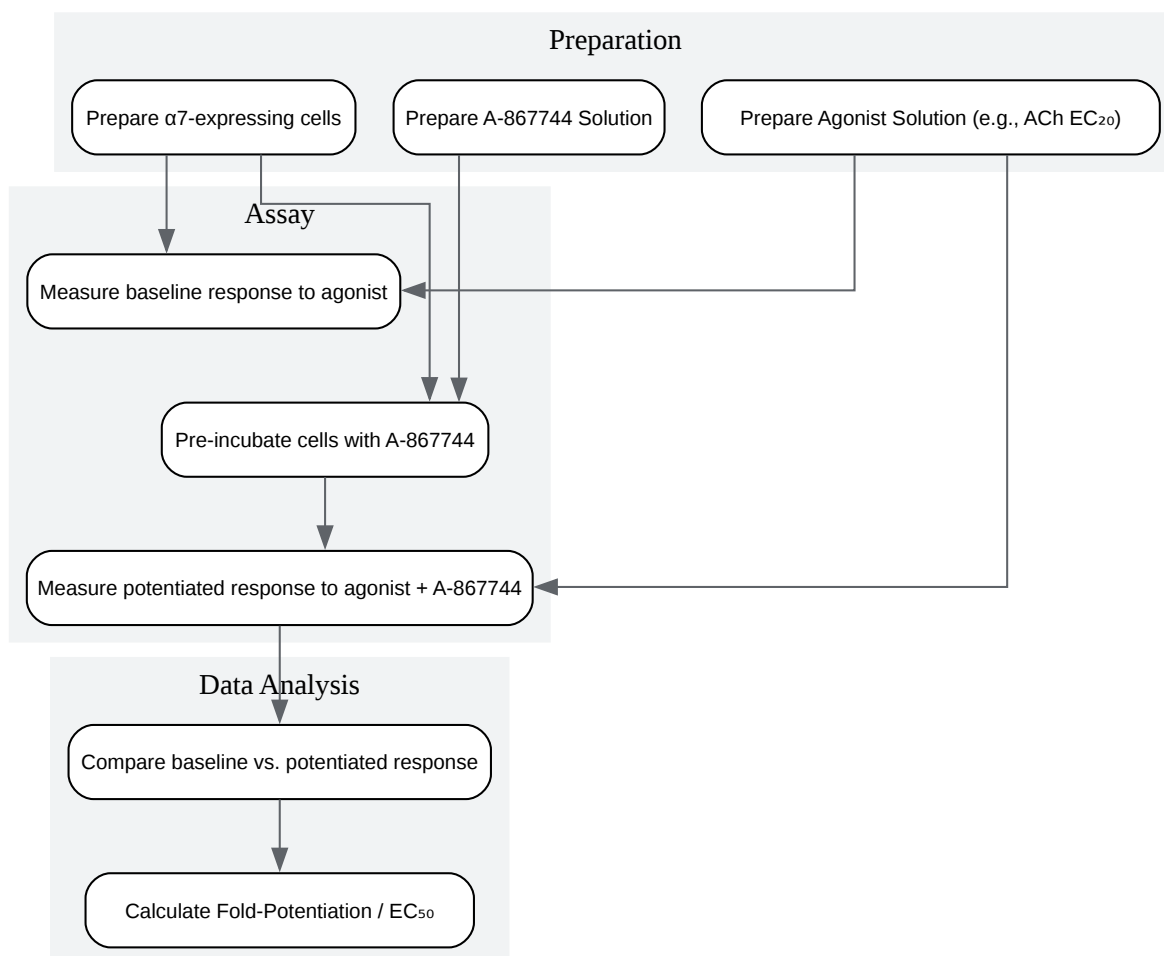 Preparation
Prepare α7-expressing cells
Prepare A-867744 Solution
Prepare Agonist Solution (e.g., ACh EC₂₀)
Assay
Measure baseline response to agonist
Pre-incubate cells with A-867744
Measure potentiated response to agonist + A-867744
Data Analysis
Compare baseline vs. potentiated response
Calculate Fold-Potentiation / EC₅₀